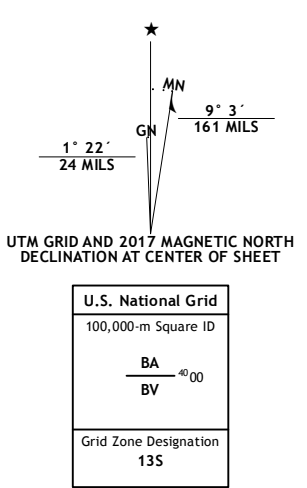 ★
MN
GN
9° 3´
161 MILS
1° 22´
24 MILS
UTM GRID AND 2017 MAGNETIC NORTH
DECLINATION AT CENTER OF SHEET
U.S. National Grid
100,000-m Square ID
BA
4000
BV
Grid Zone Designation
13S